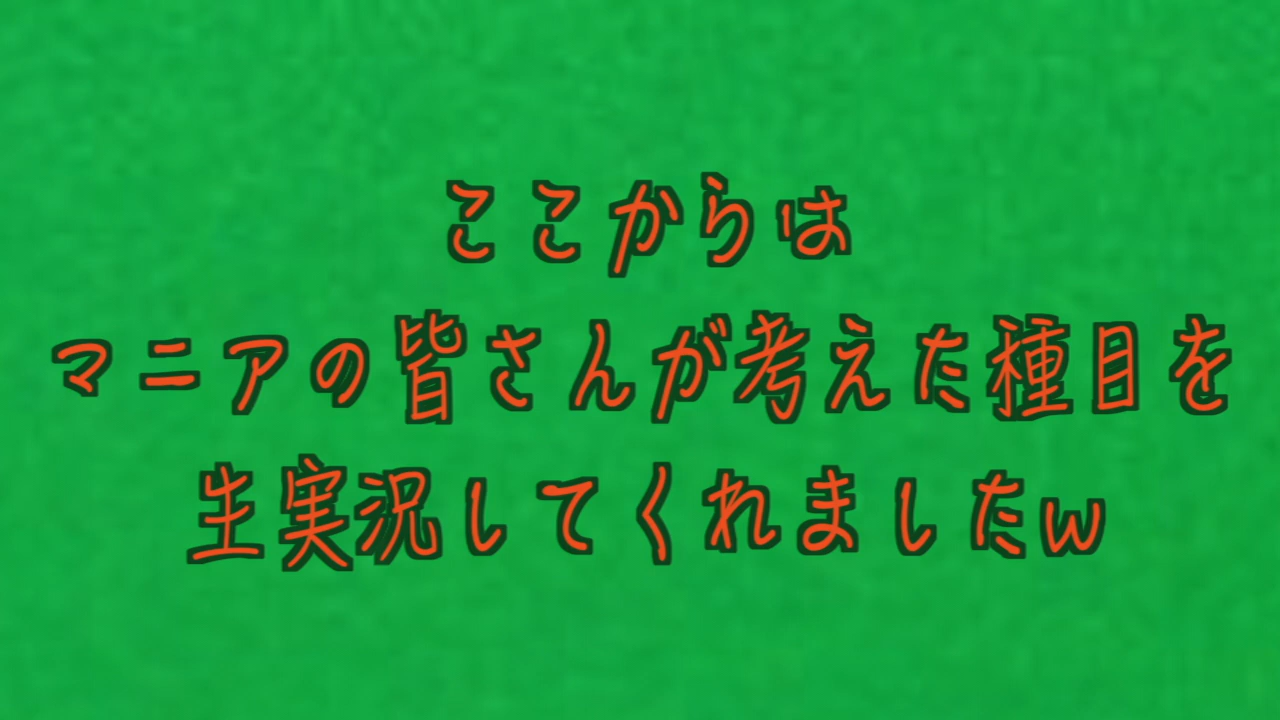 ここからは
マニアの皆さんが考えた種目を
生実況してくれましたw